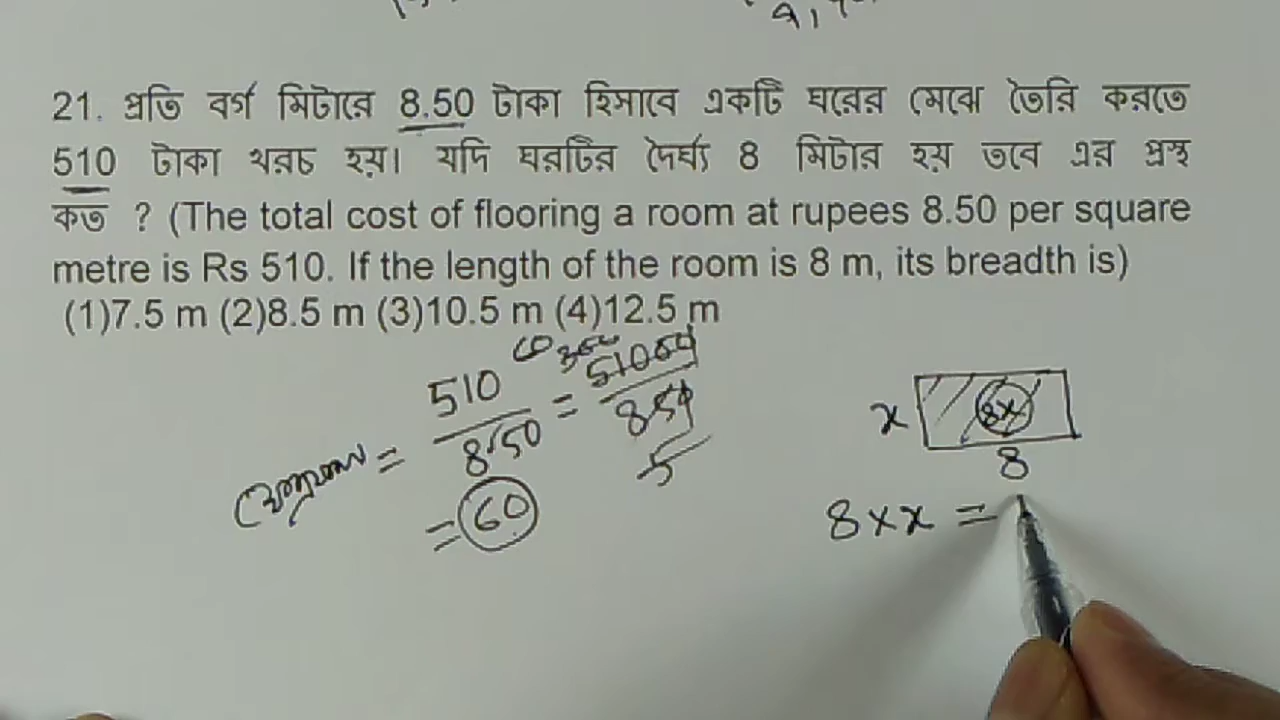 21. প্রতি বর্গ মিটারে 8.50 টাকা হিসাবে একটি ঘরের মেঝে তৈরি করতে
510 টাকা খরচ হয়। যদি ঘরটির দৈর্ঘ্য 8 মিটার হয় তবে এর প্রস্থ
কত ? (The total cost of flooring a room at rupees 8.50 per square
metre is Rs 510. If the length of the room is 8 m, its breadth is)
(1)7.5 m (2)8.5 m (3)10.5 m (4)12.5 m
ক্ষেত্রফল = 510 / 8.50 = 51000 / 850
5
= 60
x 8x
8
8 × x =